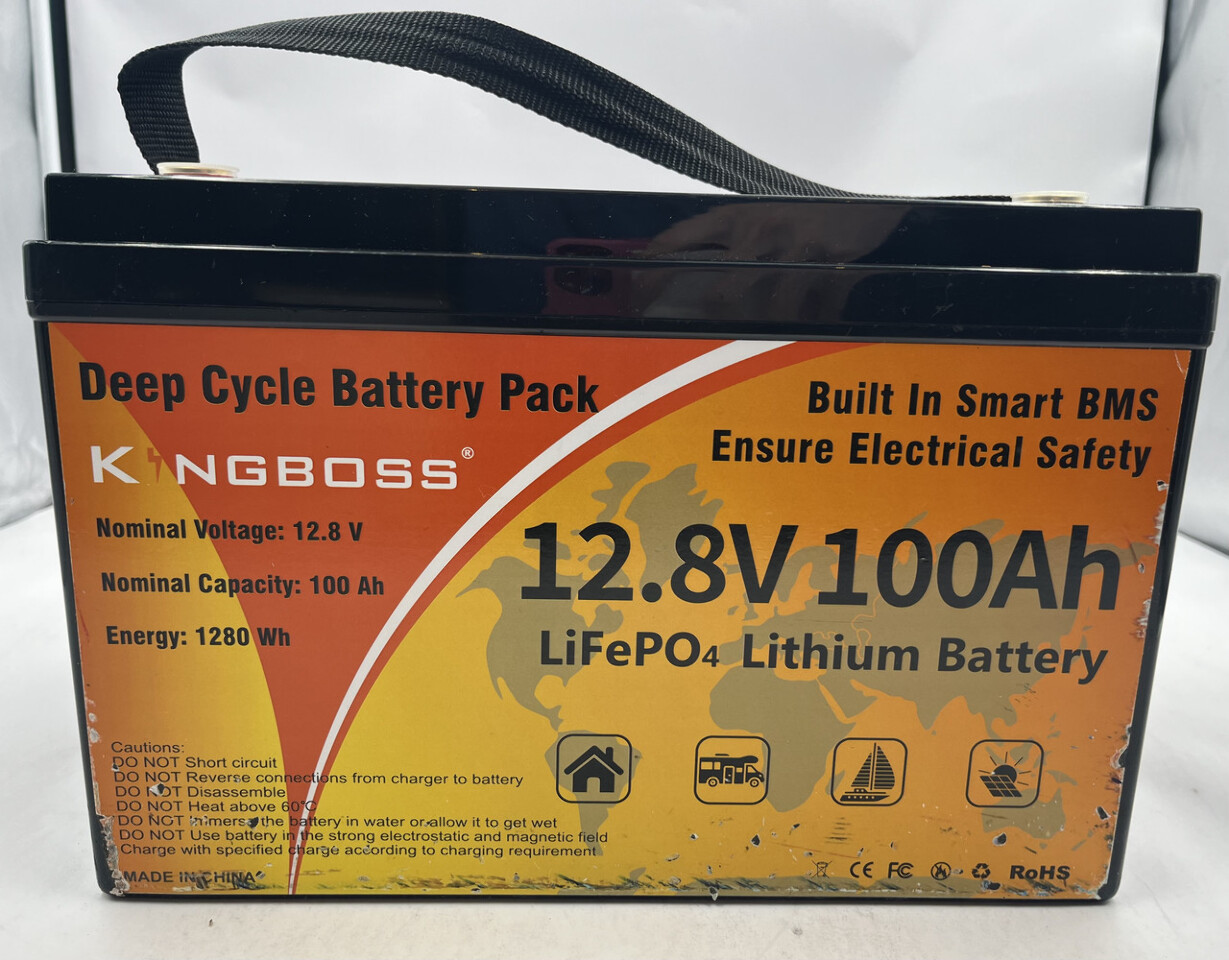 Deep Cycle Battery Pack
KINGBOSS®
Nominal Voltage: 12.8 V
Nominal Capacity: 100 Ah
Energy: 1280 Wh
Built In Smart BMS
Ensure Electrical Safety
12.8V 100Ah
LiFePO4 Lithium Battery
Cautions:
DO NOT Short circuit
DO NOT Reverse connections from charger to battery
DO NOT Disassemble
DO NOT Heat above 60°C
DO NOT Immerse the battery in water or allow it to get wet
DO NOT Use battery in the strong electrostatic and magnetic field
Charge with specified charge according to charging requirement
MADE IN CHINA
CE FC RoHS